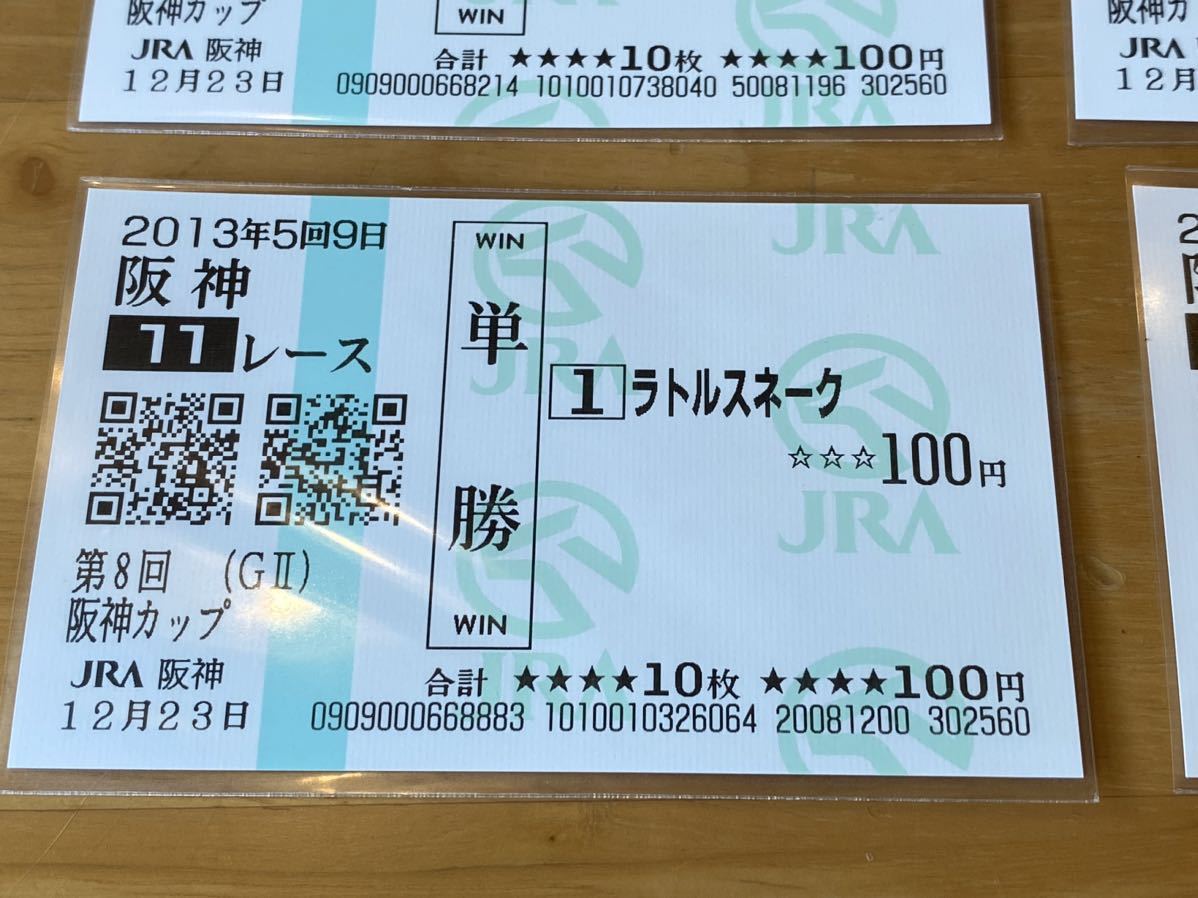 阪神カップ
WIN
JRA 阪神
合計 ★★★★10枚 ★★★★100円
12月23日
0909000668214 1010010738040 50081196 302560
阪神カ
JRA
12月
2013年5回9日
阪神
11レース
第8回 (GⅡ)
阪神カップ
JRA 阪神
12月23日
WIN
単勝
WIN
1 ラトルスネーク
☆☆☆100円
合計 ★★★★10枚 ★★★★100円
0909000668883 1010010326064 20081200 302560
JRA
JRA
JRA